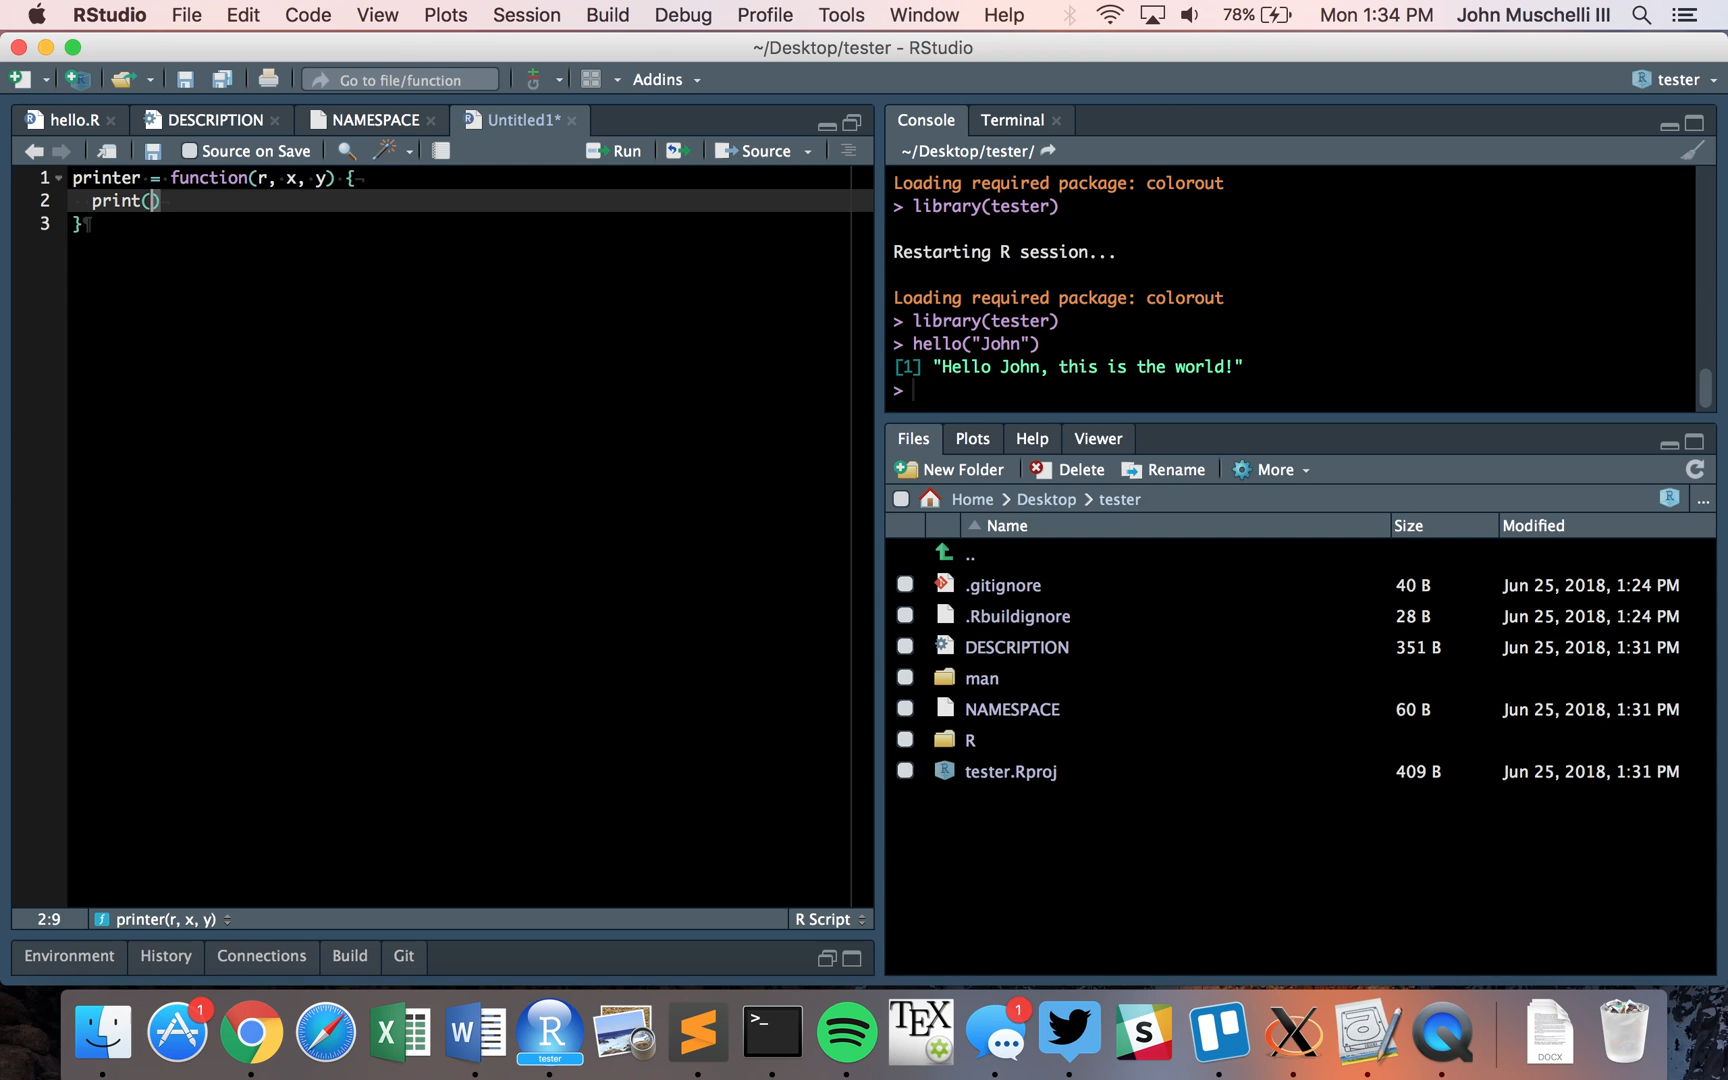 RStudio File Edit Code View Plots Session Build Debug Profile Tools Window Help 78% Mon 1:34 PM John Muschelli III
~/Desktop/tester - RStudio
Go to file/function Addins tester
hello.R DESCRIPTION NAMESPACE Untitled1*
Source on Save Run Source
1 printer = function(r, x, y) {
2 print()
3 }
2:9 printer(r, x, y) R Script
Environment History Connections Build Git
Console Terminal
~/Desktop/tester/
Loading required package: colorout
> library(tester)
Restarting R session...
Loading required package: colorout
> library(tester)
> hello("John")
[1] "Hello John, this is the world!"
>
Files Plots Help Viewer
New Folder Delete Rename More
Home Desktop tester ...
Name Size Modified
..
.gitignore 40 B Jun 25, 2018, 1:24 PM
.Rbuildignore 28 B Jun 25, 2018, 1:24 PM
DESCRIPTION 351 B Jun 25, 2018, 1:31 PM
man
NAMESPACE 60 B Jun 25, 2018, 1:31 PM
R
tester.Rproj 409 B Jun 25, 2018, 1:31 PM
1 X W R tester >_ TEX 1 S X Q DOCX